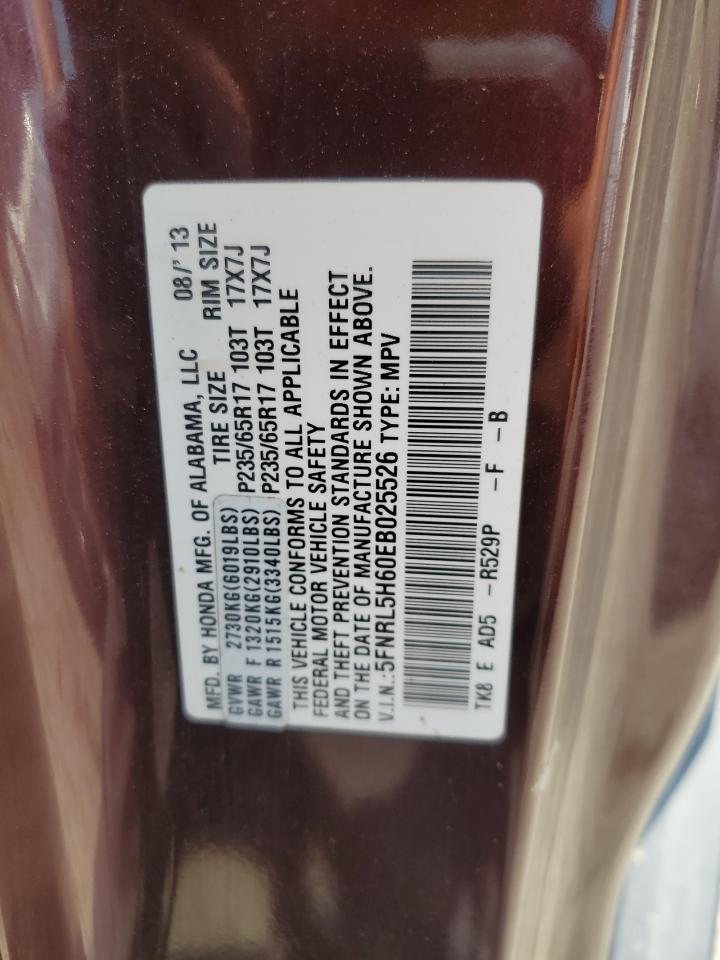 MFD. BY HONDA MFG. OF ALABAMA, LLC 08/' 13
TIRE SIZE RIM SIZE
GVWR 2730KG(6019LBS)
GAWR F 1320KG(2910LBS) P235/65R17 103T 17X7J
GAWR R 1515KG(3340LBS) P235/65R17 103T 17X7J
THIS VEHICLE CONFORMS TO ALL APPLICABLE
FEDERAL MOTOR VEHICLE SAFETY
AND THEFT PREVENTION STANDARDS IN EFFECT
ON THE DATE OF MANUFACTURE SHOWN ABOVE.
V.I.N.:5FNRL5H60EB025526 TYPE: MPV
TK8 E AD5 -R529P -F -B